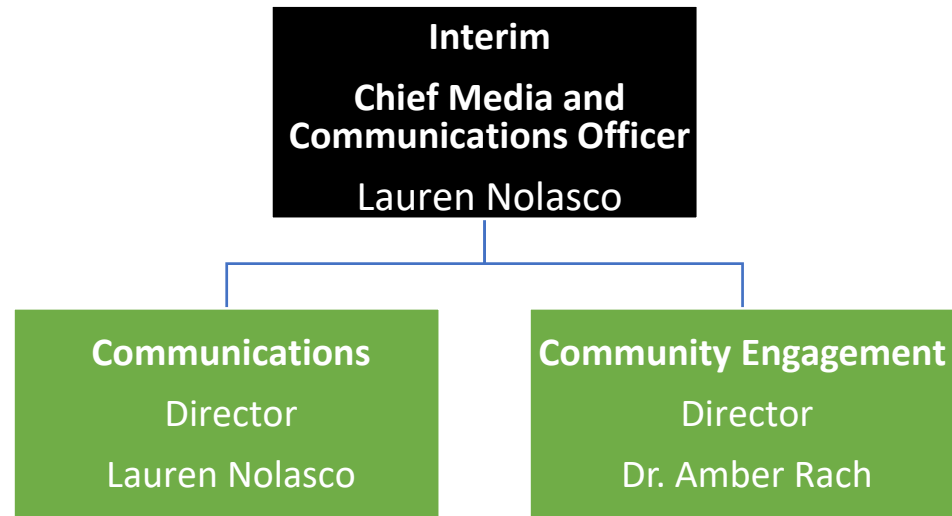 Interim
Chief Media and
Communications Officer
Lauren Nolasco
Communications
Director
Lauren Nolasco
Community Engagement
Director
Dr. Amber Rach